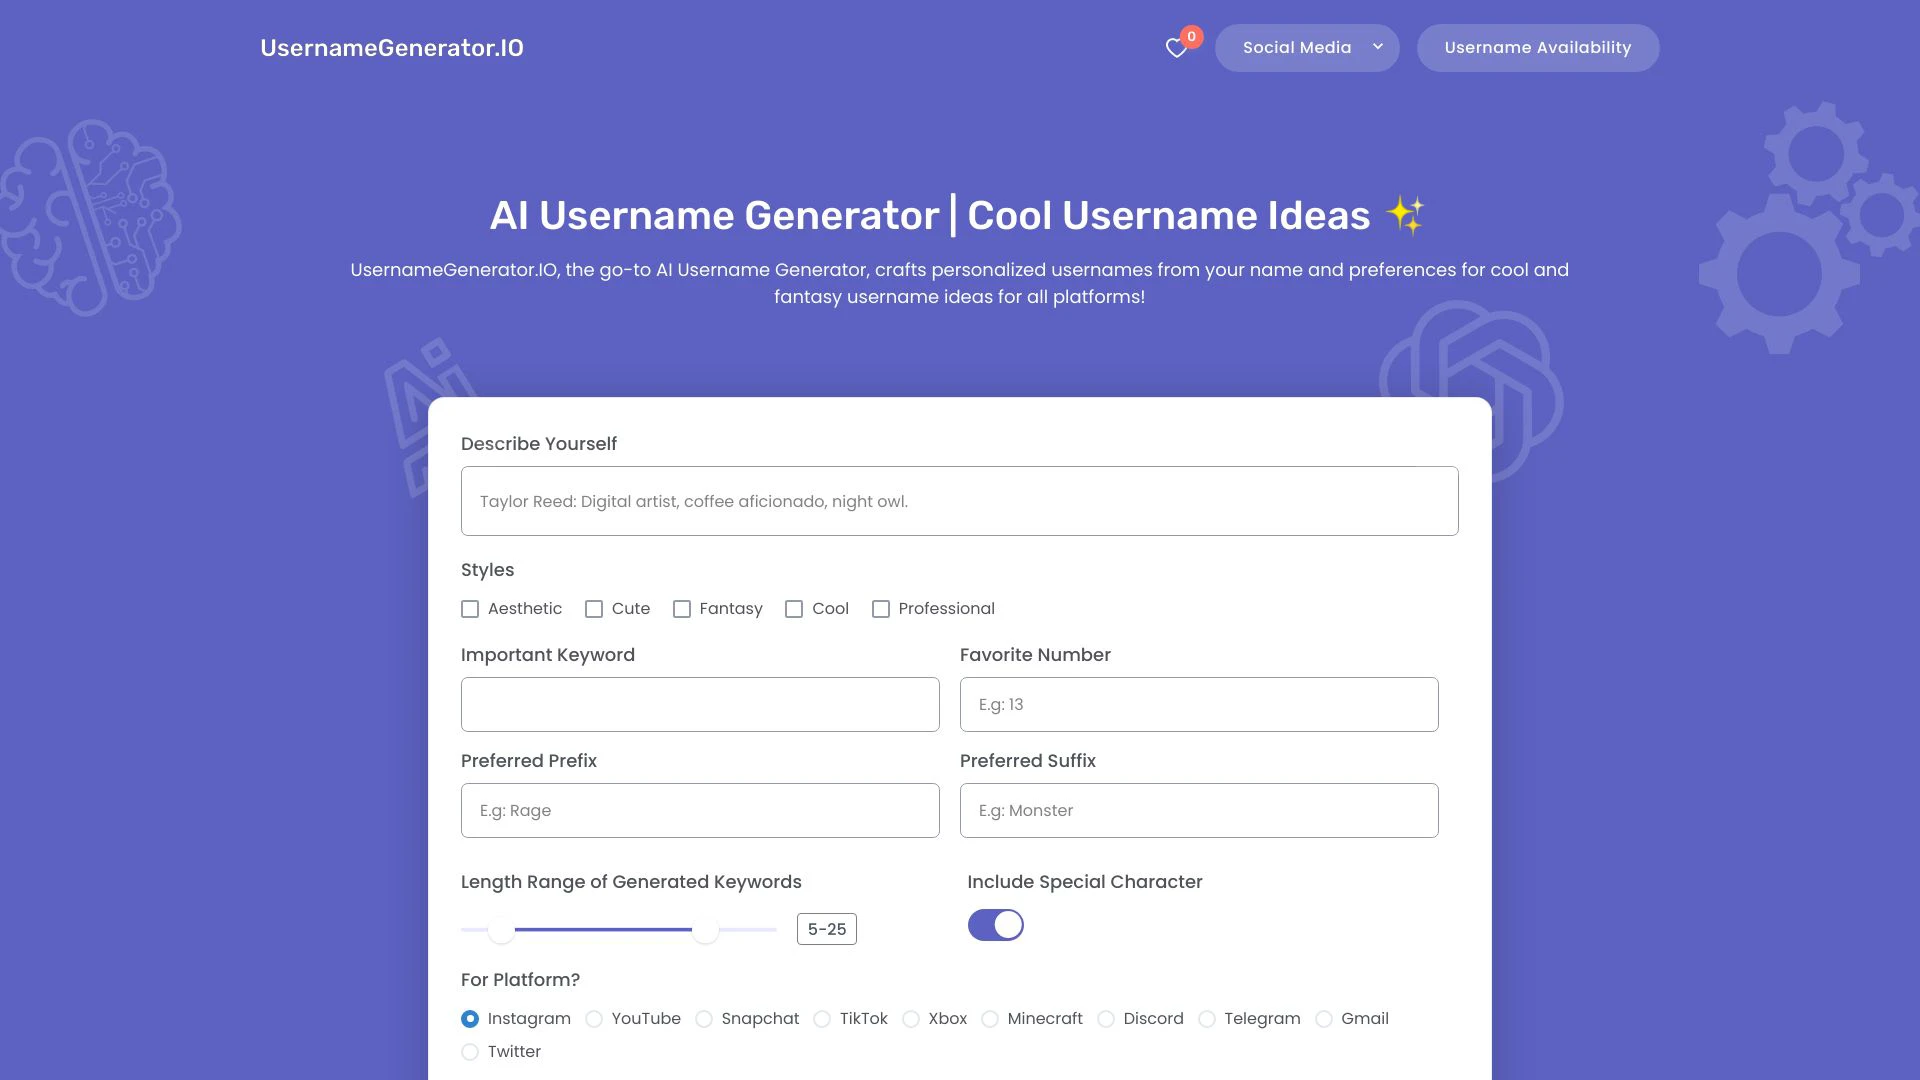 UsernameGenerator.IO
0
Social Media
Username Availability
AI Username Generator | Cool Username Ideas ✨
UsernameGenerator.IO, the go-to AI Username Generator, crafts personalized usernames from your name and preferences for cool and
fantasy username ideas for all platforms!
Ai
Describe Yourself
Taylor Reed: Digital artist, coffee aficionado, night owl.
Styles
Aesthetic Cute Fantasy Cool Professional
Important Keyword Favorite Number
E.g: 13
Preferred Prefix Preferred Suffix
E.g: Rage E.g: Monster
Length Range of Generated Keywords Include Special Character
5-25
For Platform?
Instagram YouTube Snapchat TikTok Xbox Minecraft Discord Telegram Gmail
Twitter